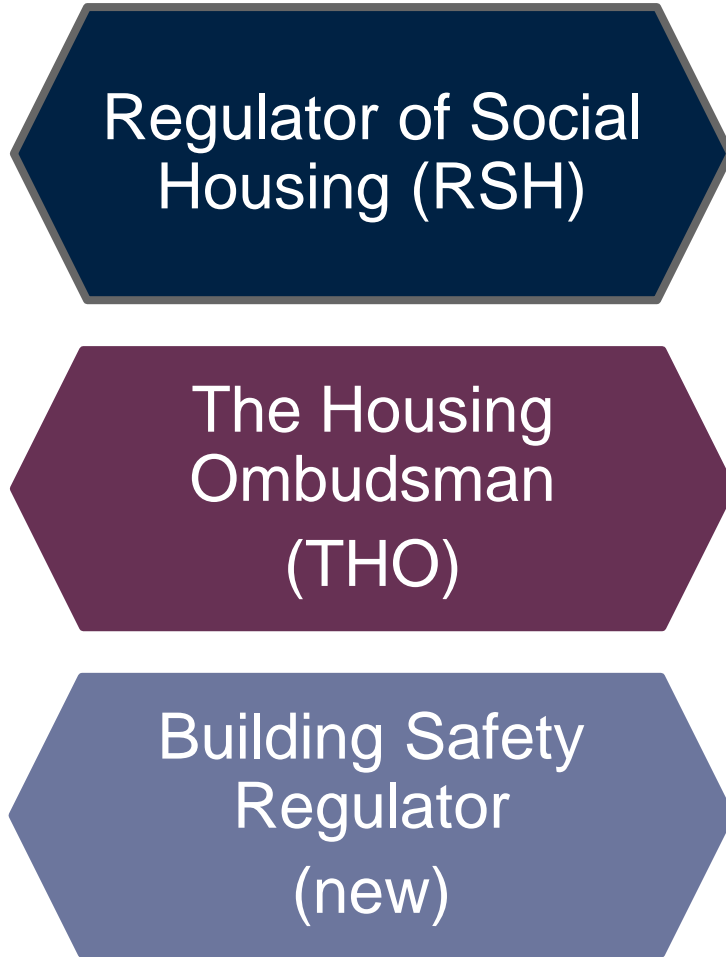 Regulator of Social
Housing (RSH)
The Housing
Ombudsman
(THO)
Building Safety
Regulator
(new)